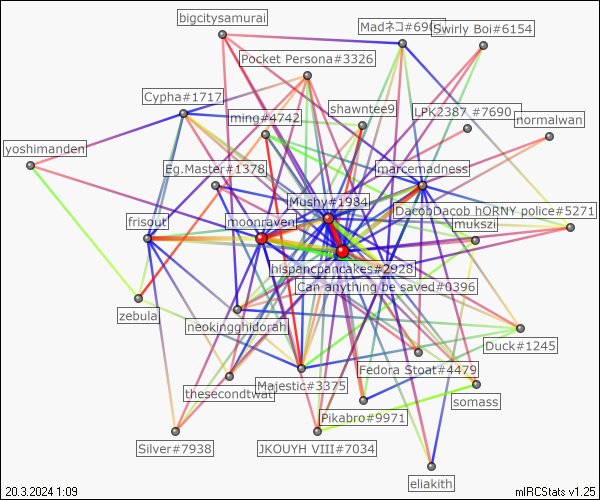 bigcitysamurai
Madネコ#690
Swirly Boi#6154
Pocket Persona#3326
Cypha#1717
shawntee9
LPK2387 #7690
ming#4742
normalwan
yoshimanden
Eg.Master#1378
marcemadness
Mushy#1984
DacobDacob hORNY police#5271
frisout
moonraven
mukszi
hispancpancakes#2928
Can anything be saved#0396
zebula
neokingghidorah
Duck#1245
Fedora Stoat#4479
Majestic#3375
thesecondtwat
somass
Pikabro#9971
Silver#7938
JKOUYH VIII#7034
eliakith
20.3.2024 1:09
mIRCStats v1.25